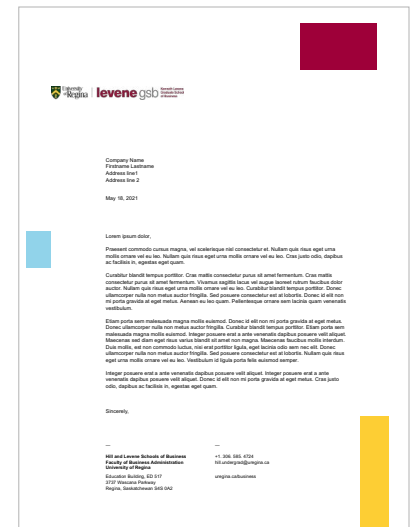 University
of Regina
levene gsb
Kenneth Levene
Graduate School
of Business
Company Name
Firstname Lastname
Address line1
Address line 2
May 18, 2021
Lorem ipsum dolor,
Praesent commodo cursus magna, vel scelerisque nisl consectetur et. Nullam quis risus eget urna
mollis ornare vel eu leo. Nullam quis risus eget urna mollis ornare vel eu leo. Cras justo odio, dapibus
ac facilisis in, egestas eget quam.
Curabitur blandit tempus porttitor. Cras mattis consectetur purus sit amet fermentum. Cras mattis
consectetur purus sit amet fermentum. Vivamus sagittis lacus vel augue laoreet rutrum faucibus dolor
auctor. Nullam quis risus eget urna mollis ornare vel eu leo. Curabitur blandit tempus porttitor. Donec
ullamcorper nulla non metus auctor fringilla. Sed posuere consectetur est at lobortis. Donec id elit non
mi porta gravida at eget metus. Aenean eu leo quam. Pellentesque ornare sem lacinia quam venenatis
vestibulum.
Etiam porta sem malesuada magna mollis euismod. Donec id elit non mi porta gravida at eget metus.
Donec ullamcorper nulla non metus auctor fringilla. Curabitur blandit tempus porttitor. Etiam porta sem
malesuada magna mollis euismod. Integer posuere erat a ante venenatis dapibus posuere velit aliquet.
Maecenas sed diam eget risus varius blandit sit amet non magna. Maecenas faucibus mollis interdum.
Duis mollis, est non commodo luctus, nisi erat porttitor ligula, eget lacinia odio sem nec elit. Donec
ullamcorper nulla non metus auctor fringilla. Sed posuere consectetur est at lobortis. Nullam quis risus
eget urna mollis ornare vel eu leo. Vestibulum id ligula porta felis euismod semper.
Integer posuere erat a ante venenatis dapibus posuere velit aliquet. Integer posuere erat a ante
venenatis dapibus posuere velit aliquet. Donec id elit non mi porta gravida at eget metus. Cras justo
odio, dapibus ac facilisis in, egestas eget quam.
Sincerely,
—
Hill and Levene Schools of Business
Faculty of Business Administration
University of Regina
Education Building, ED 517
3737 Wascana Parkway
Regina, Saskatchewan S4S 0A2
—
+1. 306. 585. 4724
hill.undergrad@uregina.ca
uregina.ca/business